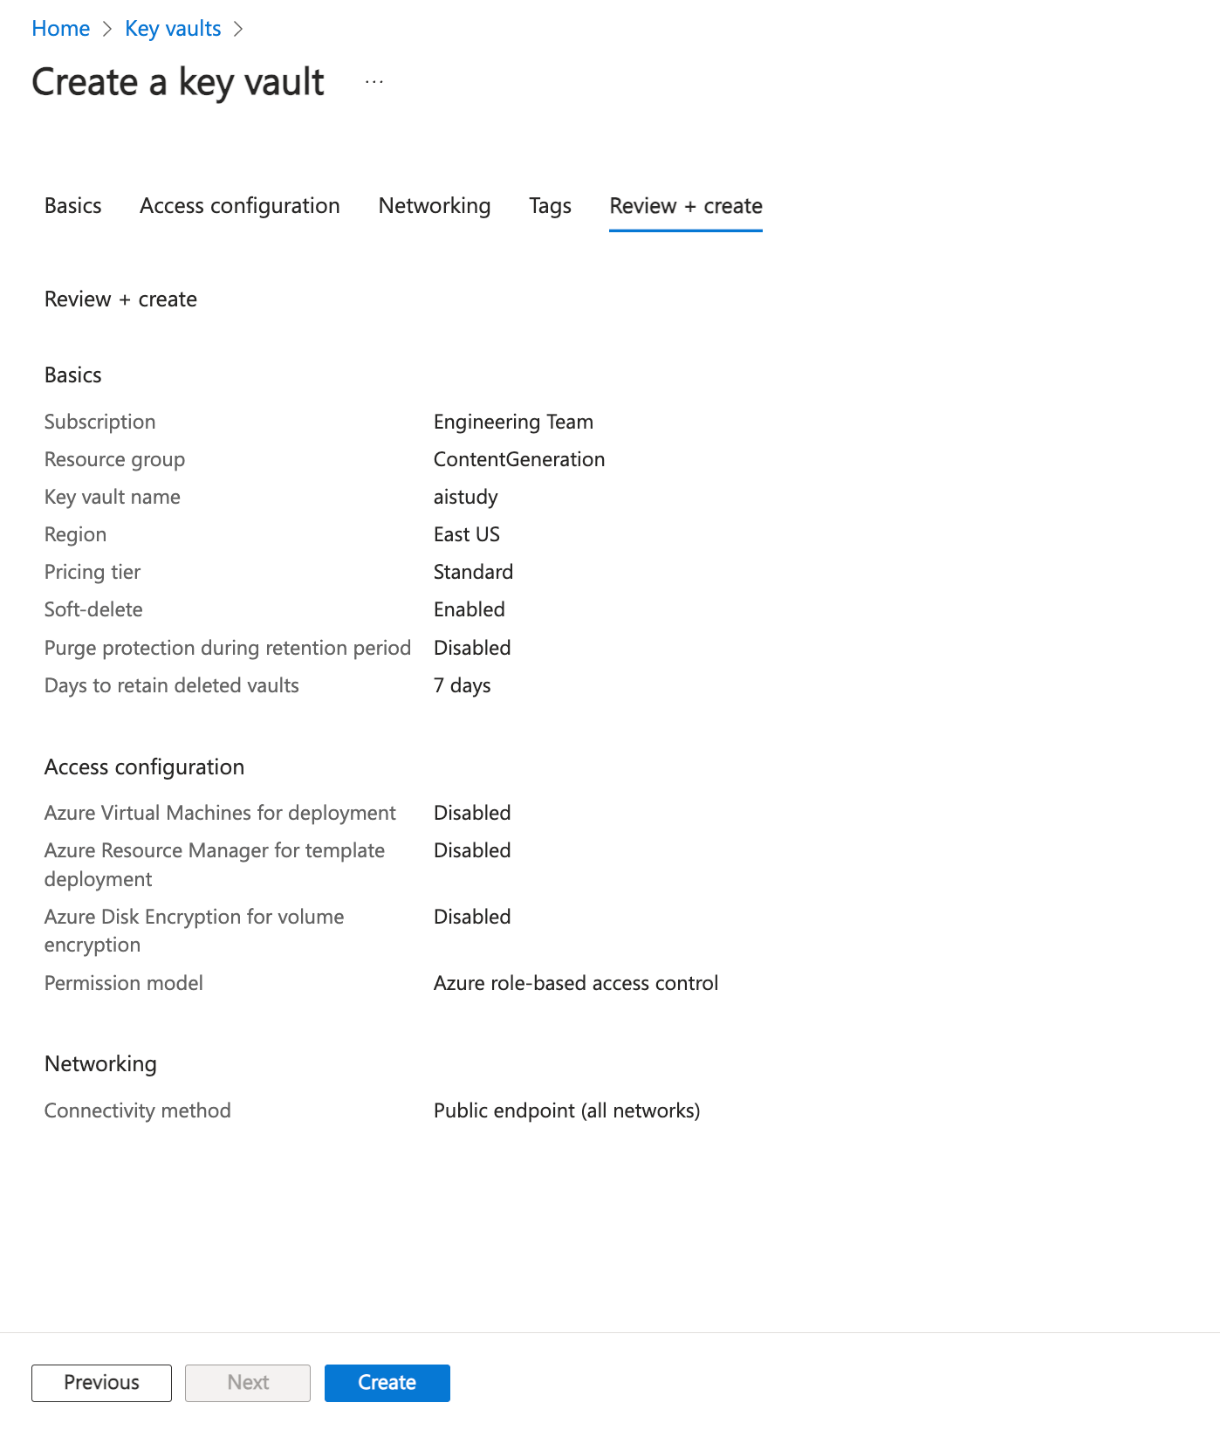 Home > Key vaults >
Create a key vault ...
Basics Access configuration Networking Tags Review + create
Review + create
Basics
Subscription Engineering Team
Resource group ContentGeneration
Key vault name aistudy
Region East US
Pricing tier Standard
Soft-delete Enabled
Purge protection during retention period Disabled
Days to retain deleted vaults 7 days
Access configuration
Azure Virtual Machines for deployment Disabled
Azure Resource Manager for template Disabled
deployment
Azure Disk Encryption for volume Disabled
encryption
Permission model Azure role-based access control
Networking
Connectivity method Public endpoint (all networks)
Previous Next Create